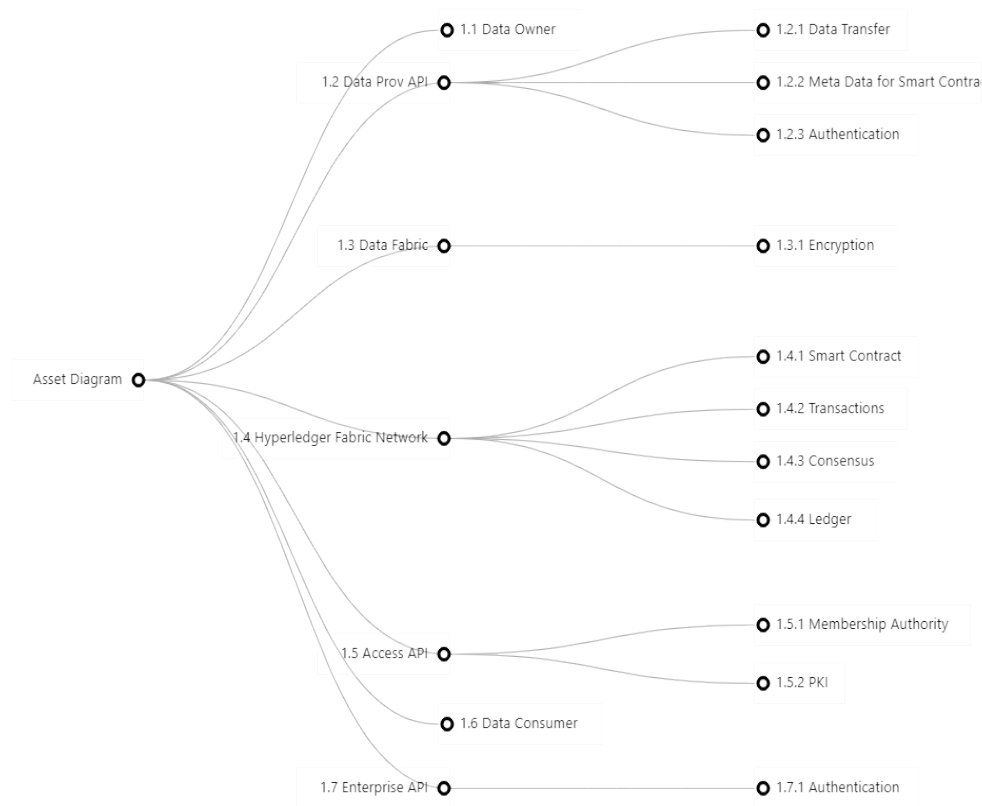 Asset Diagram
1.1 Data Owner
1.2 Data Prov API
1.2.1 Data Transfer
1.2.2 Meta Data for Smart Contra
1.2.3 Authentication
1.3 Data Fabric
1.3.1 Encryption
1.4 Hyperledger Fabric Network
1.4.1 Smart Contract
1.4.2 Transactions
1.4.3 Consensus
1.4.4 Ledger
1.5 Access API
1.5.1 Membership Authority
1.5.2 PKI
1.6 Data Consumer
1.7 Enterprise API
1.7.1 Authentication